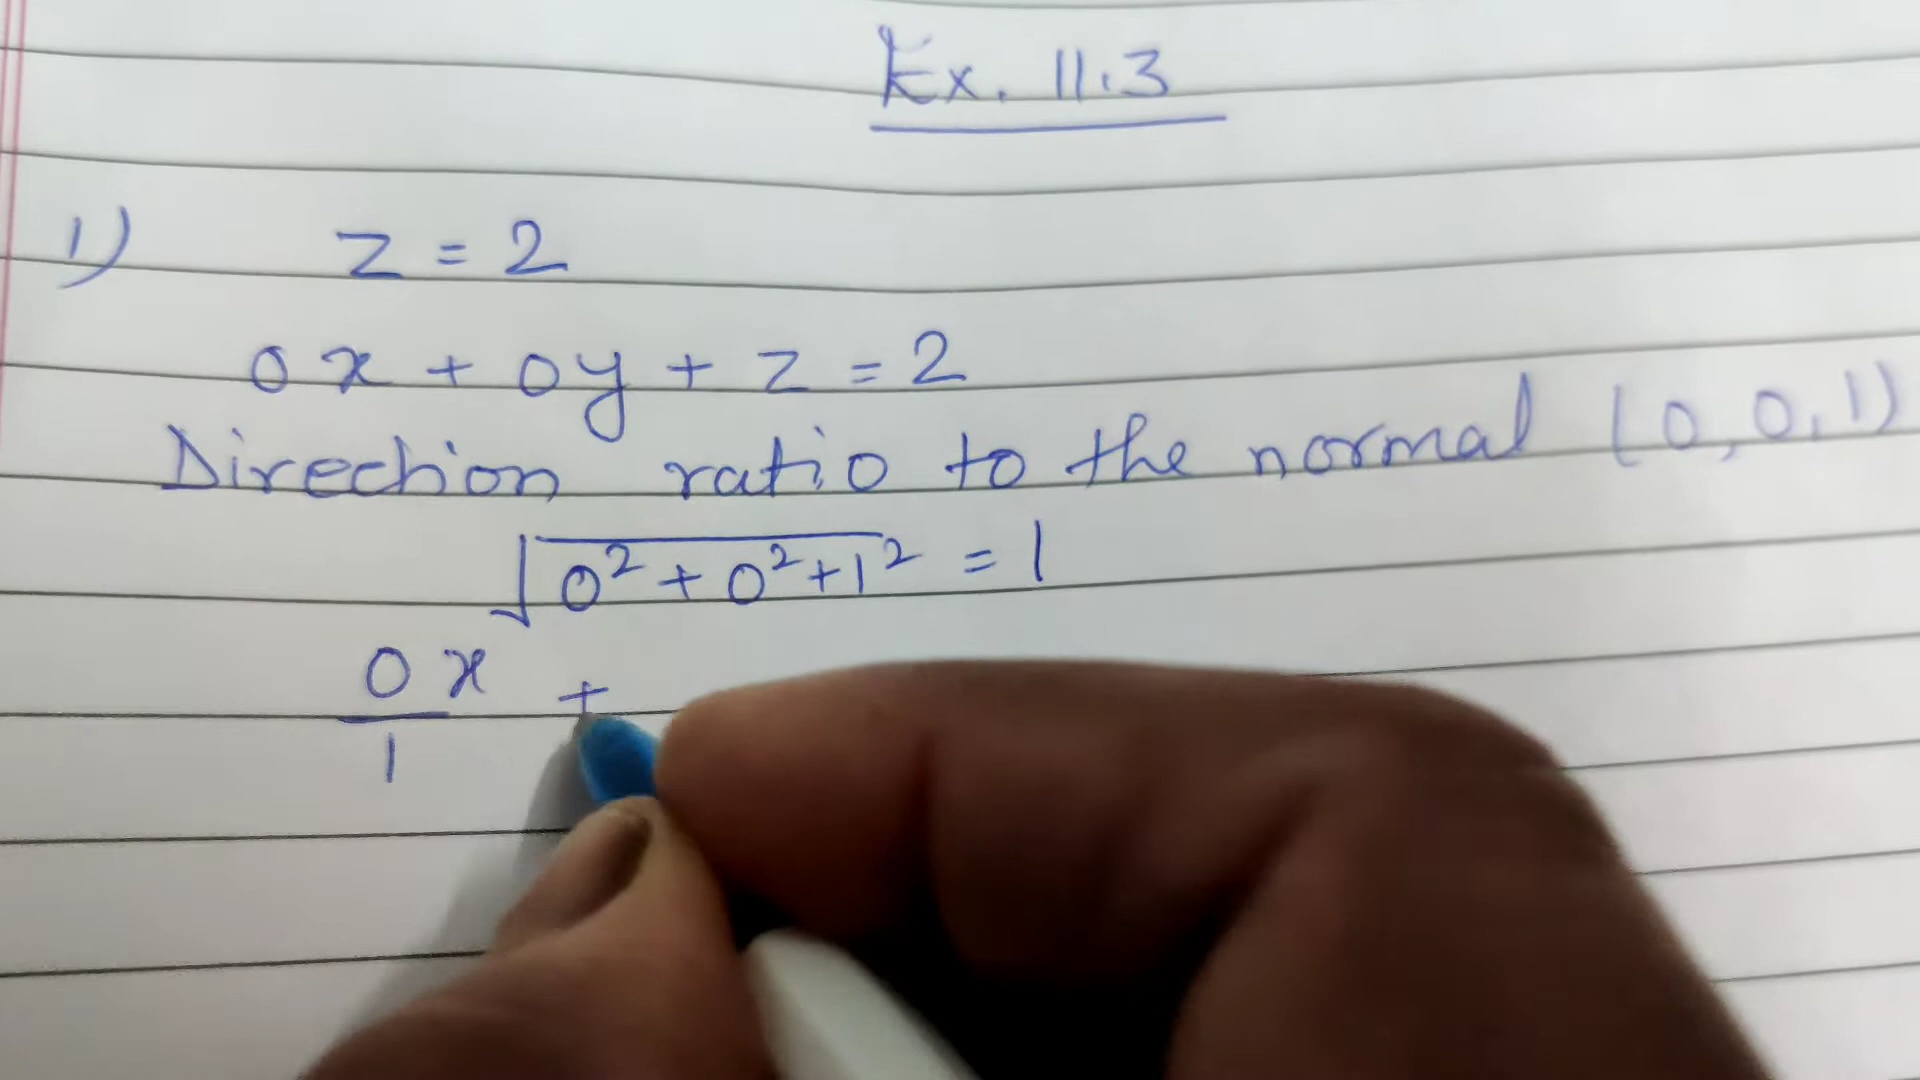 Ex. 11.3
1) z = 2
0x + 0y + z = 2
Direction ratio to the normal (0, 0, 1)
√0² + 0² + 1² = 1
0x/1 +